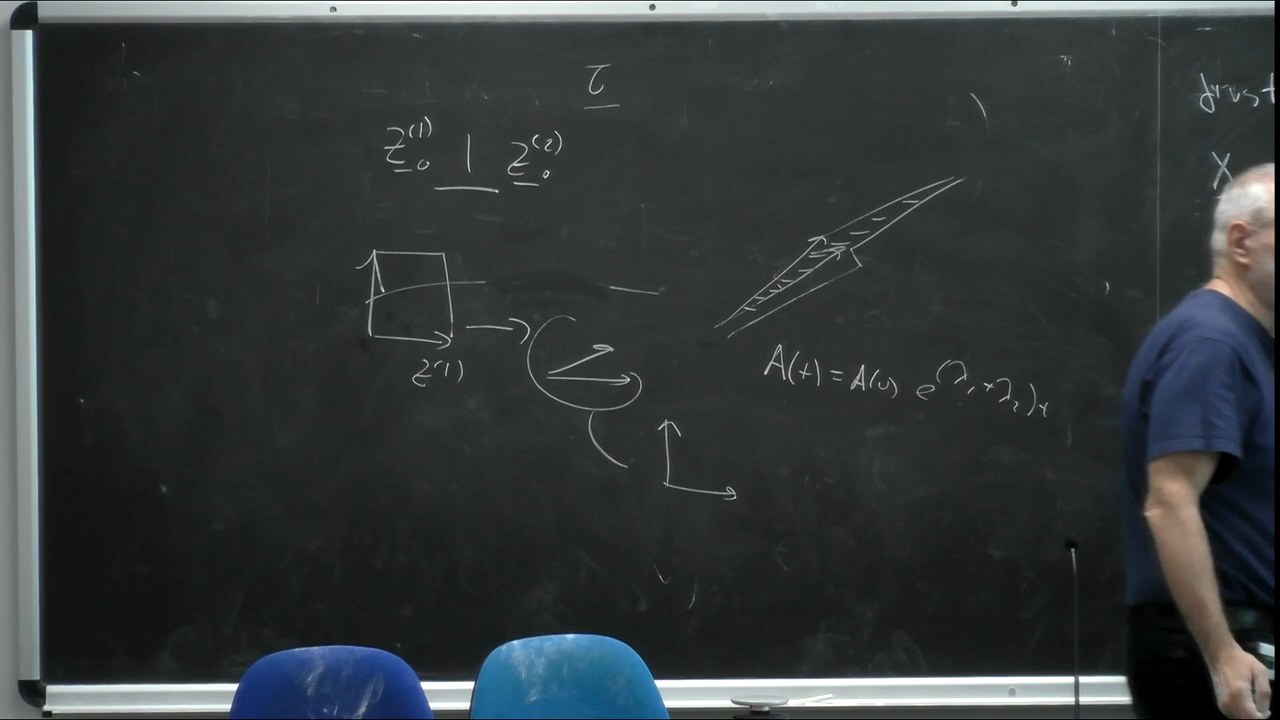 τ
Z₀⁽¹⁾ ⊥ Z₀⁽²⁾
Z⁽¹⁾
A(t) = A(0) e^(λ₁+λ₂)t